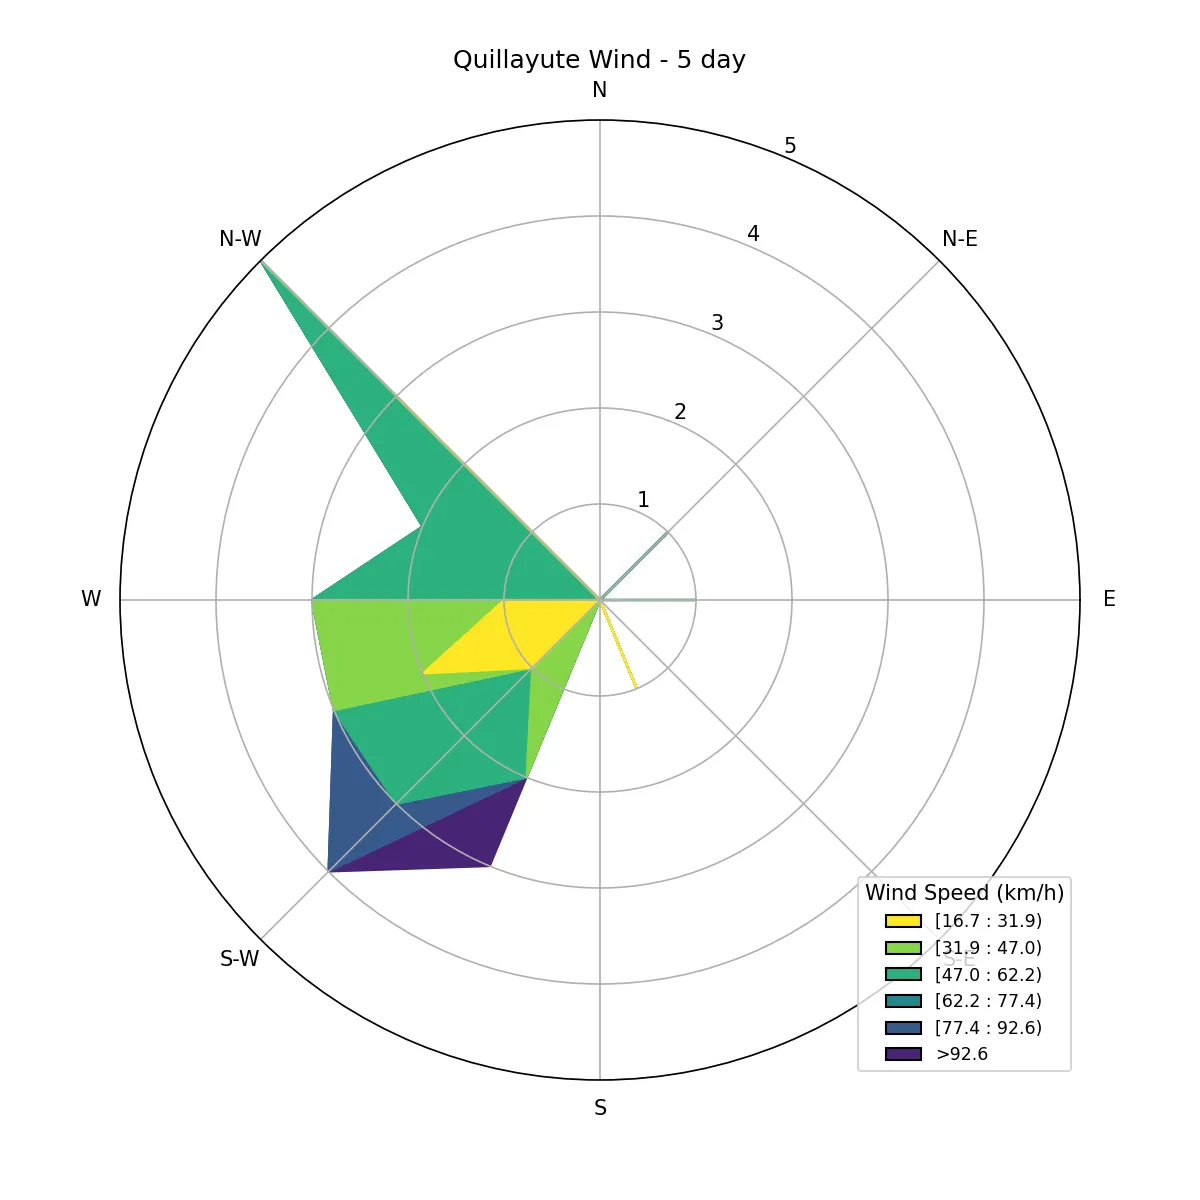 Quillayute Wind - 5 day
N
5
N-W
N-E
4
3
2
1
W
E
S-W
S-E
Wind Speed (km/h)
[16.7 : 31.9)
[31.9 : 47.0)
[47.0 : 62.2)
[62.2 : 77.4)
[77.4 : 92.6)
>92.6
S